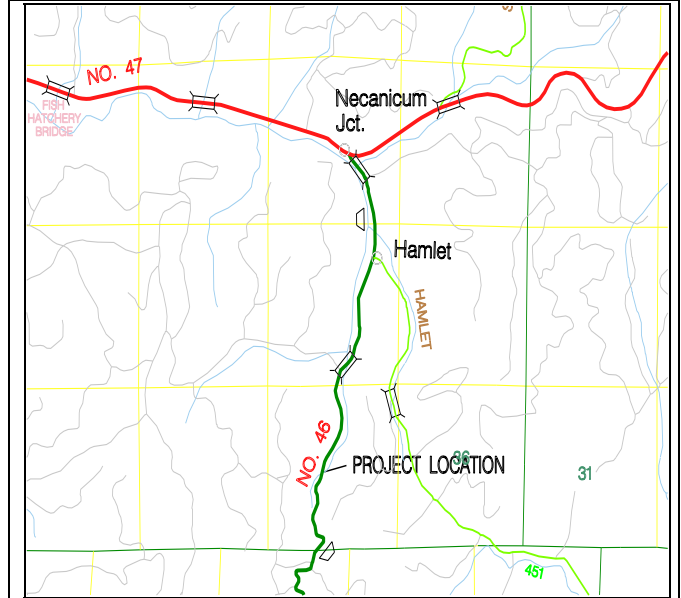 NO. 47
FISH
HATCHERY
BRIDGE
Necanicum
Jct.
Hamlet
HAMLET
NO. 46
PROJECT LOCATION
36
31
451